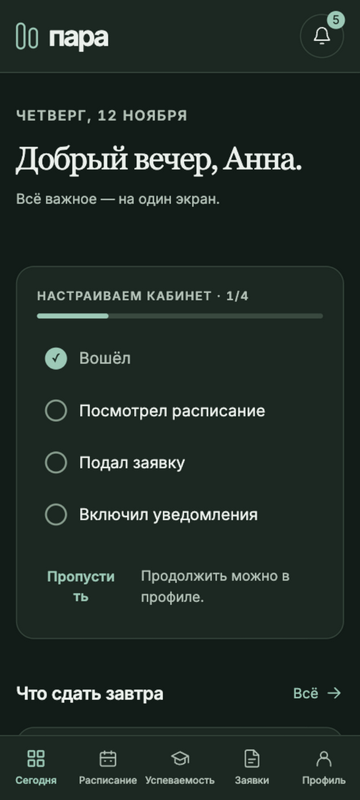 пара
5
ЧЕТВЕРГ, 12 НОЯБРЯ
Добрый вечер, Анна.
Всё важное — на один экран.
НАСТРАИВАЕМ КАБИНЕТ · 1/4
Вошёл
Посмотрел расписание
Подал заявку
Включил уведомления
Пропусти
ть
Продолжить можно в
профиле.
Что сдать завтра
Всё →
Сегодня
Расписание
Успеваемость
Заявки
Профиль